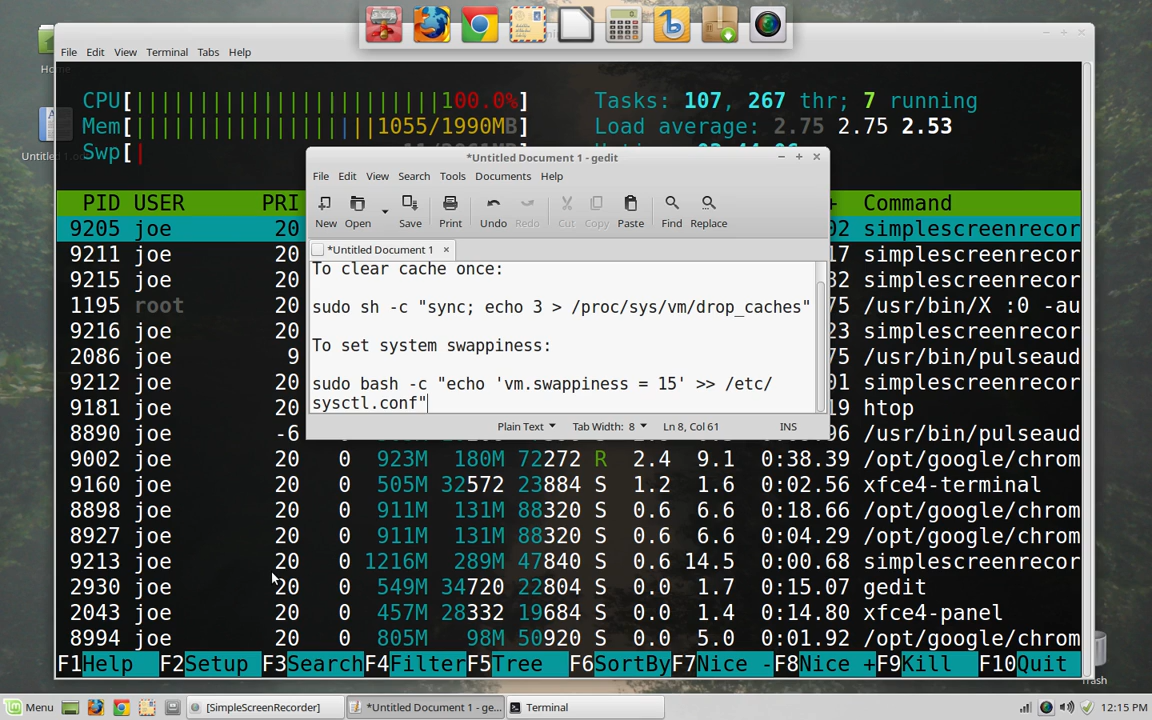 File Edit View Terminal Tabs Help
Home
CPU[||||||||||||||||||||||||100.0%] Tasks: 107, 267 thr; 7 running
Mem[|||||||||||||||||||1055/1990MB] Load average: 2.75 2.75 2.53
Swp[|
Untitled 1.o
*Untitled Document 1 - gedit
File Edit View Search Tools Documents Help
New Open Save Print Undo Redo Cut Copy Paste Find Replace
*Untitled Document 1
To clear cache once:
sudo sh -c "sync; echo 3 > /proc/sys/vm/drop_caches"
To set system swappiness:
sudo bash -c "echo 'vm.swappiness = 15' >> /etc/
sysctl.conf"
Plain Text Tab Width: 8 Ln 8, Col 61 INS
PID USER PRI + Command
9205 joe 20 02 simplescreenrecor
9211 joe 20 17 simplescreenrecor
9215 joe 20 32 simplescreenrecor
1195 root 20 75 /usr/bin/X :0 -au
9216 joe 20 23 simplescreenrecor
2086 joe 9 75 /usr/bin/pulseaud
9212 joe 20 01 simplescreenrecor
9181 joe 20 19 htop
8890 joe -6 96 /usr/bin/pulseaud
9002 joe 20 0 923M 180M 72272 R 2.4 9.1 0:38.39 /opt/google/chrom
9160 joe 20 0 505M 32572 23884 S 1.2 1.6 0:02.56 xfce4-terminal
8898 joe 20 0 911M 131M 88320 S 0.6 6.6 0:18.66 /opt/google/chrom
8927 joe 20 0 911M 131M 88320 S 0.6 6.6 0:04.29 /opt/google/chrom
9213 joe 20 0 1216M 289M 47840 S 0.6 14.5 0:00.68 simplescreenrecor
2930 joe 20 0 549M 34720 22804 S 0.0 1.7 0:15.07 gedit
2043 joe 20 0 457M 28332 19684 S 0.0 1.4 0:14.80 xfce4-panel
8994 joe 20 0 805M 98M 50920 S 0.0 5.0 0:01.92 /opt/google/chrom
F1Help F2Setup F3Search F4Filter F5Tree F6SortBy F7Nice - F8Nice + F9Kill F10Quit
Trash
Menu [SimpleScreenRecorder] *Untitled Document 1 - ge... Terminal 12:15 PM